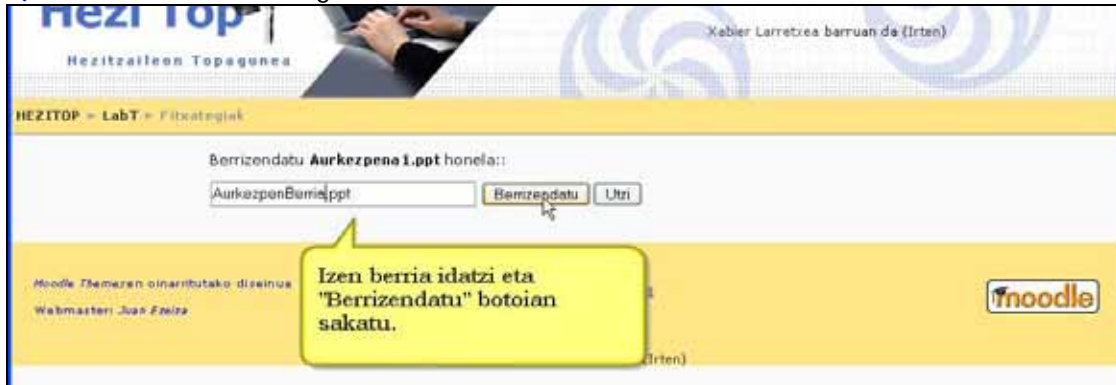 Hezi Top
Hezitzaileon Topagunea
Xabier Larretxea barruan da (Irten)
HEZITOP ► LabT ► Fitxategiak
Berrizendatu Aurkezpena1.ppt honela::
AurkezpenBerria.ppt
Berrizendatu
Utzi
Izen berria idatzi eta
"Berrizendatu" botoian
sakatu.
Moodle Themezen oinarritutako diseinua
Webmaster: Juan Ezeiza
moodle
(Irten)